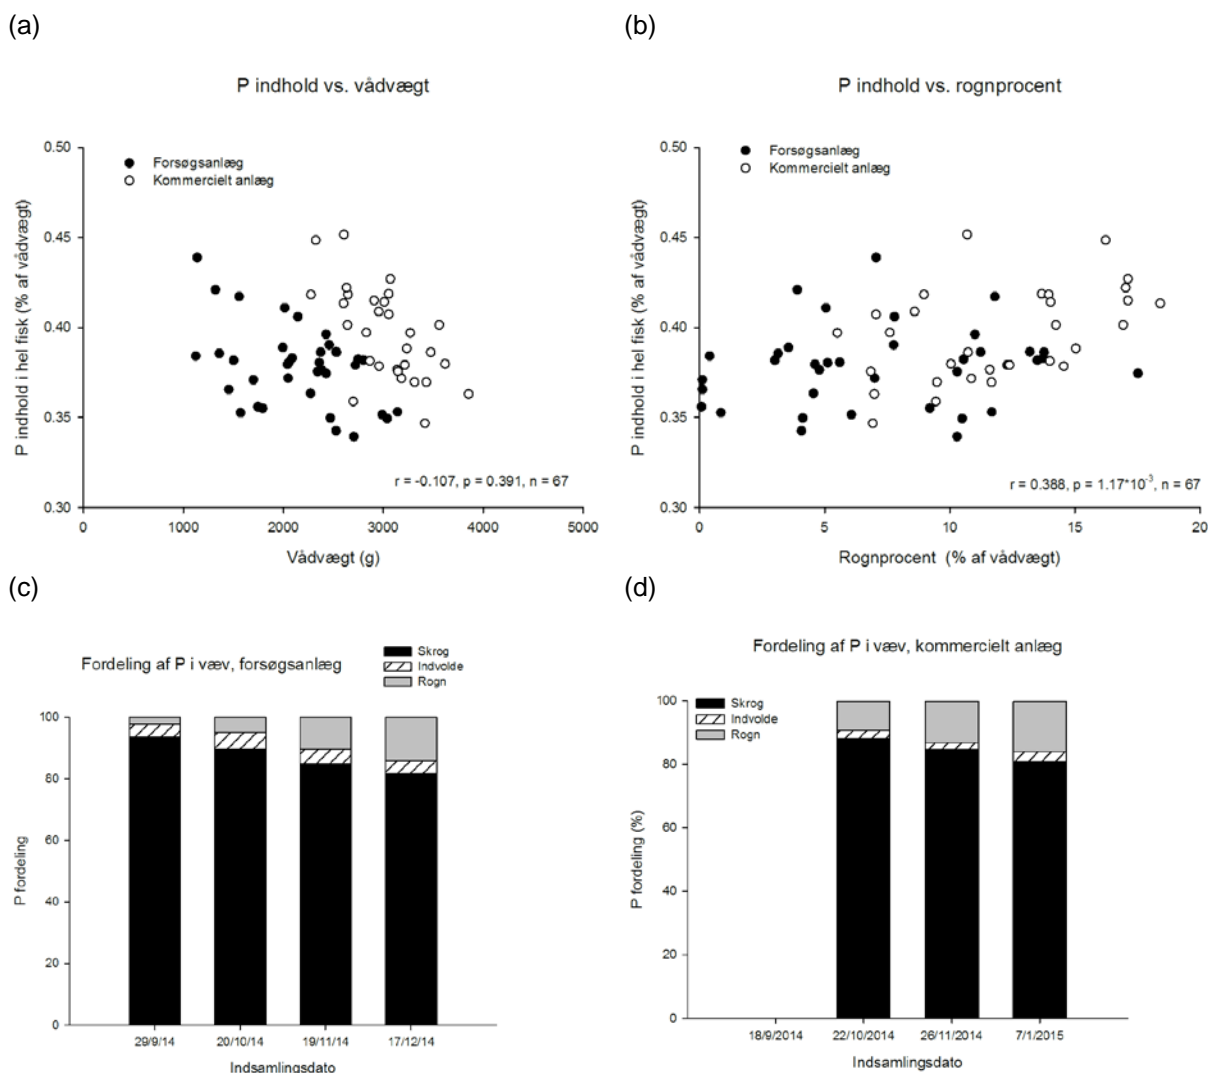 (a)
P indhold vs. vådvægt
0.50
0.45
0.40
0.35
0.30
P indhold i hel fisk (% af vådvægt)
Forsøgsanlæg
Kommercielt anlæg
r = -0.107, p = 0.391, n = 67
0 1000 2000 3000 4000 5000
Vådvægt (g)
(b)
P indhold vs. rognprocent
0.50
0.45
0.40
0.35
0.30
P indhold i hel fisk (% af vådvægt)
Forsøgsanlæg
Kommercielt anlæg
r = 0.388, p = 1.17*10⁻³, n = 67
0 5 10 15 20
Rognprocent (% af vådvægt)
(c)
Fordeling af P i væv, forsøgsanlæg
Skrog
Indvolde
Rogn
100
80
60
40
20
0
P fordeling
29/9/14 20/10/14 19/11/14 17/12/14
Indsamlingsdato
(d)
Fordeling af P i væv, kommercielt anlæg
Skrog
Indvolde
Rogn
100
80
60
40
20
0
P fordeling (%)
18/9/2014 22/10/2014 26/11/2014 7/1/2015
Indsamlingsdato